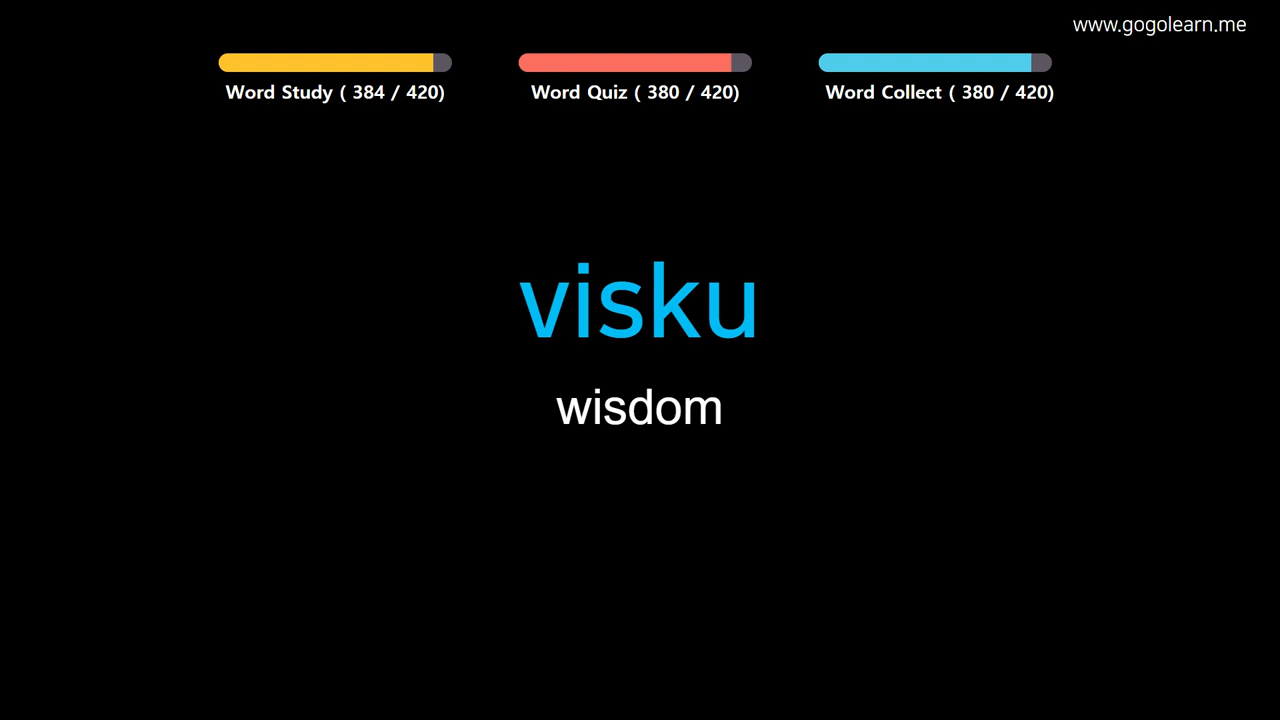 www.gogolearn.me
Word Study ( 384 / 420)
Word Quiz ( 380 / 420)
Word Collect ( 380 / 420)
visku
wisdom